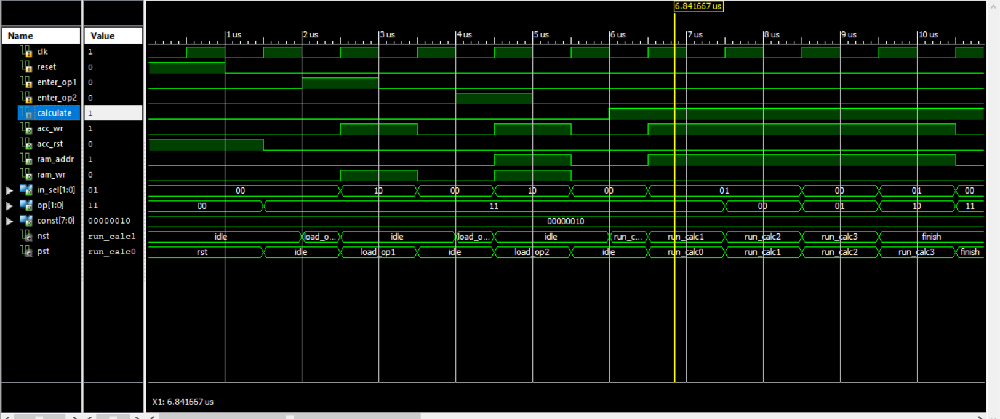 6.841667 us
Name Value
1 us 2 us 3 us 4 us 5 us 6 us 7 us 8 us 9 us 10 us
clk 1
reset 0
enter_op1 0
enter_op2 0
calculate 1
acc_wr 1
acc_rst 0
ram_addr 1
ram_wr 0
in_sel[1:0] 01 00 10 00 10 00 01 00 01 00
op[1:0] 11 00 11 00 01 10 11
const[7:0] 00000010 00000010
nst run_calc1 idle load_o... idle load_o... idle run_c... run_calc1 run_calc2 run_calc3 finish
pst run_calc0 rst idle load_op1 idle load_op2 idle run_calc0 run_calc1 run_calc2 run_calc3 finish
X1: 6.841667 us